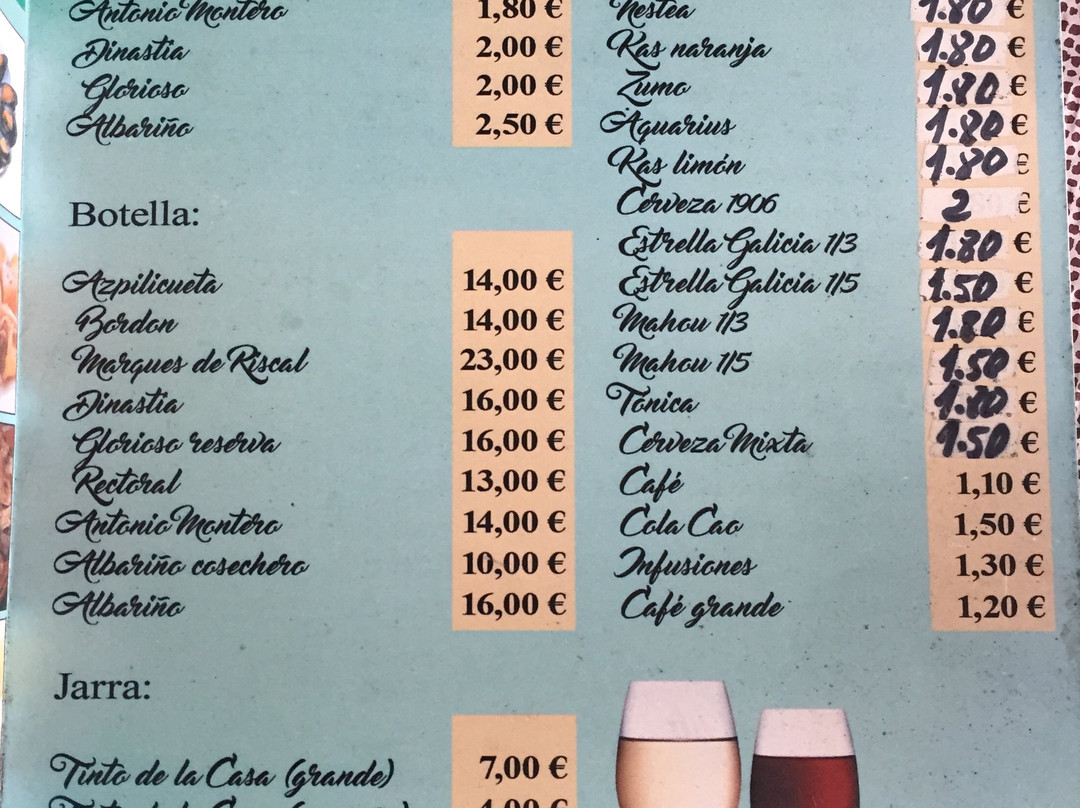 Antonio Montero 1,80 €
Dinastia 2,00 €
Glorioso 2,00 €
Albariño 2,50 €
Botella:
Azpilicueta 14,00 €
Bordon 14,00 €
Marques de Riscal 23,00 €
Dinastia 16,00 €
Glorioso reserva 16,00 €
Rectoral 13,00 €
Antonio Montero 14,00 €
Albariño cosechero 10,00 €
Albariño 16,00 €
Jarra:
Tinto de la Casa (grande) 7,00 €
Nestea 1.80 €
Kas naranja 1.80 €
Zumo 1.80 €
Aquarius 1.80 €
Kas limón 1.80 €
Cerveza 1906 2 €
Estrella Galicia 1/3 1.80 €
Estrella Galicia 1/5 1.50 €
Mahou 1/3 1.80 €
Mahou 1/5 1.50 €
Tonica 1.80 €
Cerveza Mixta 1.50 €
Café 1,10 €
Cola Cao 1,50 €
Infusiones 1,30 €
Café grande 1,20 €